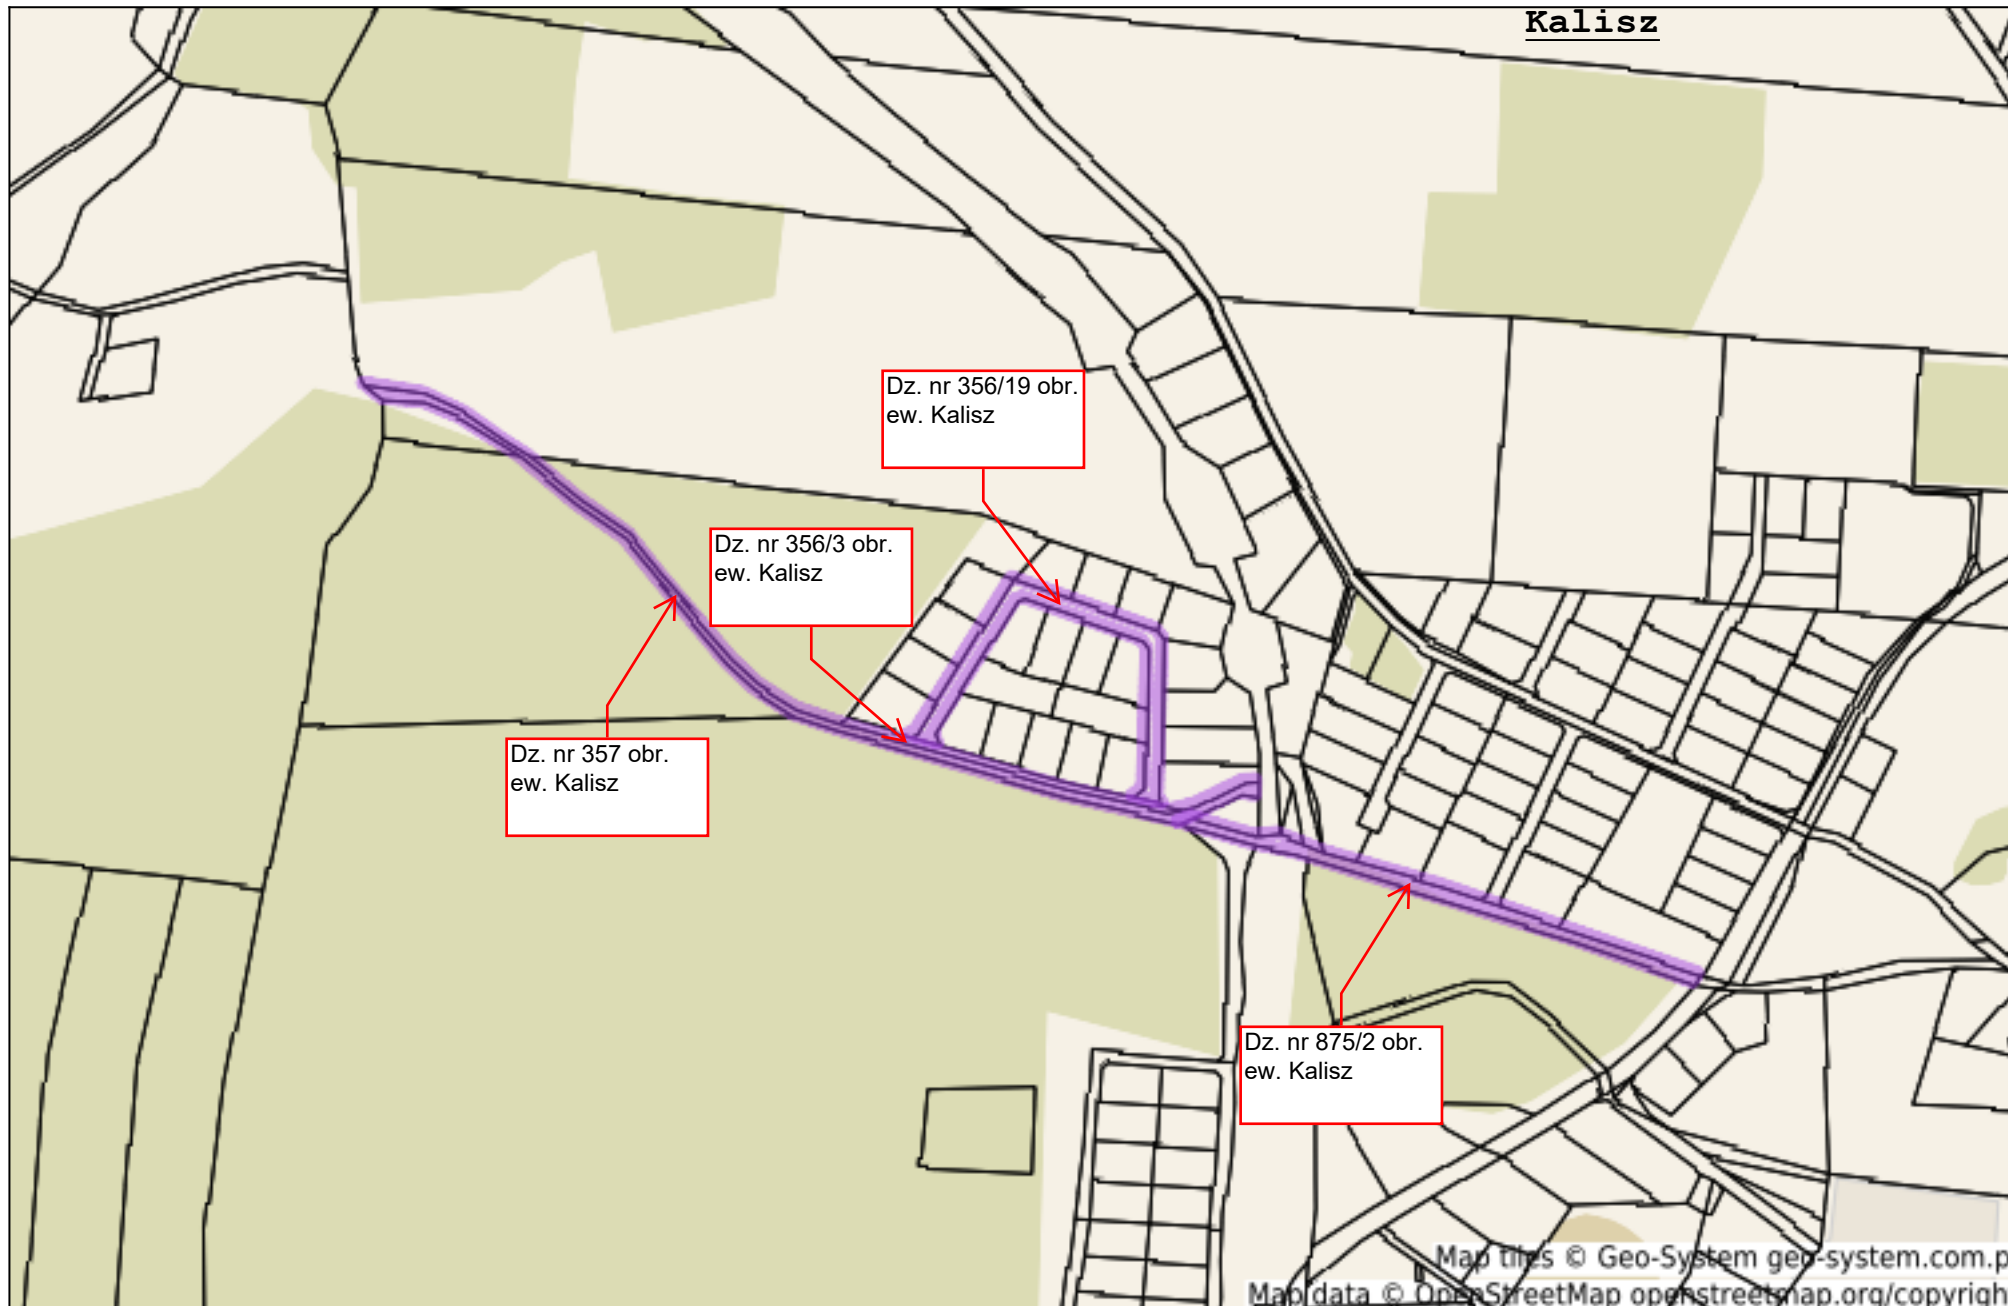 Kalisz
Dz. nr 356/19 obr.
ew. Kalisz
Dz. nr 356/3 obr.
ew. Kalisz
Dz. nr 357 obr.
ew. Kalisz
Dz. nr 875/2 obr.
ew. Kalisz
Map tiles © Geo-System geo-system.com.p
Map data © OpenStreetMap openstreetmap.org/copyrigh